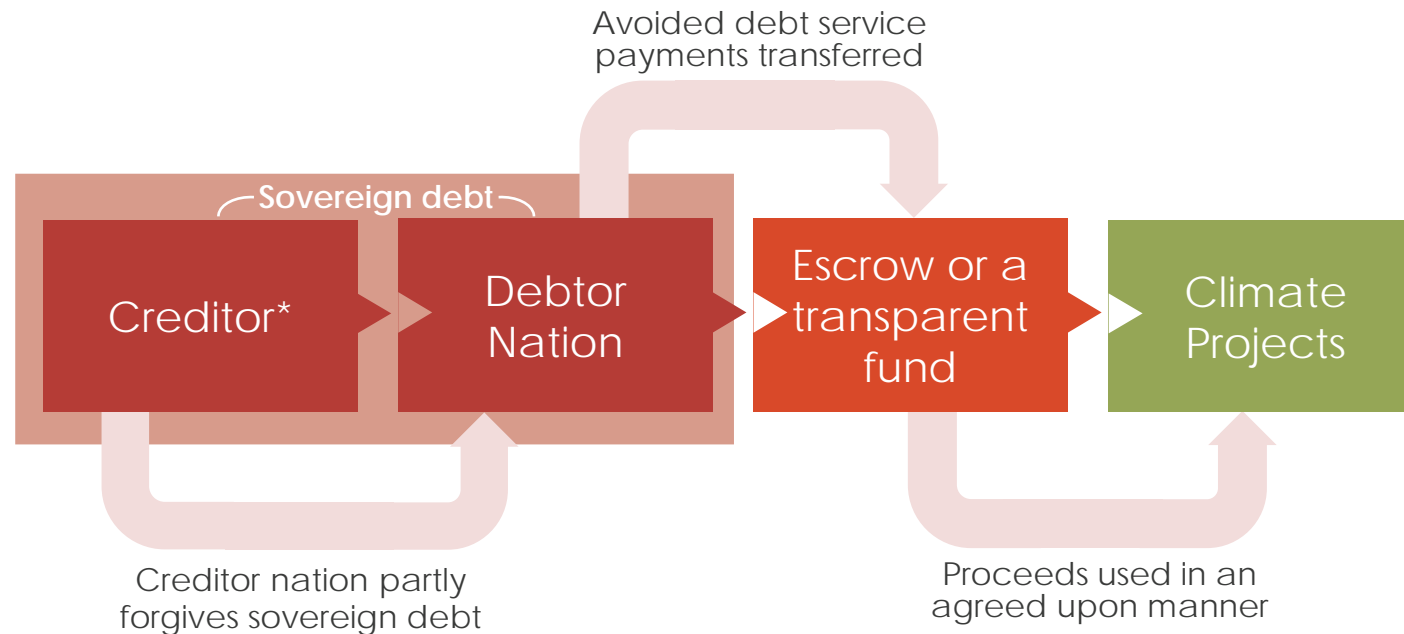 Avoided debt service
payments transferred
Sovereign debt
Creditor*
Debtor
Nation
Escrow or a
transparent
fund
Climate
Projects
Creditor nation partly
forgives sovereign debt
Proceeds used in an
agreed upon manner